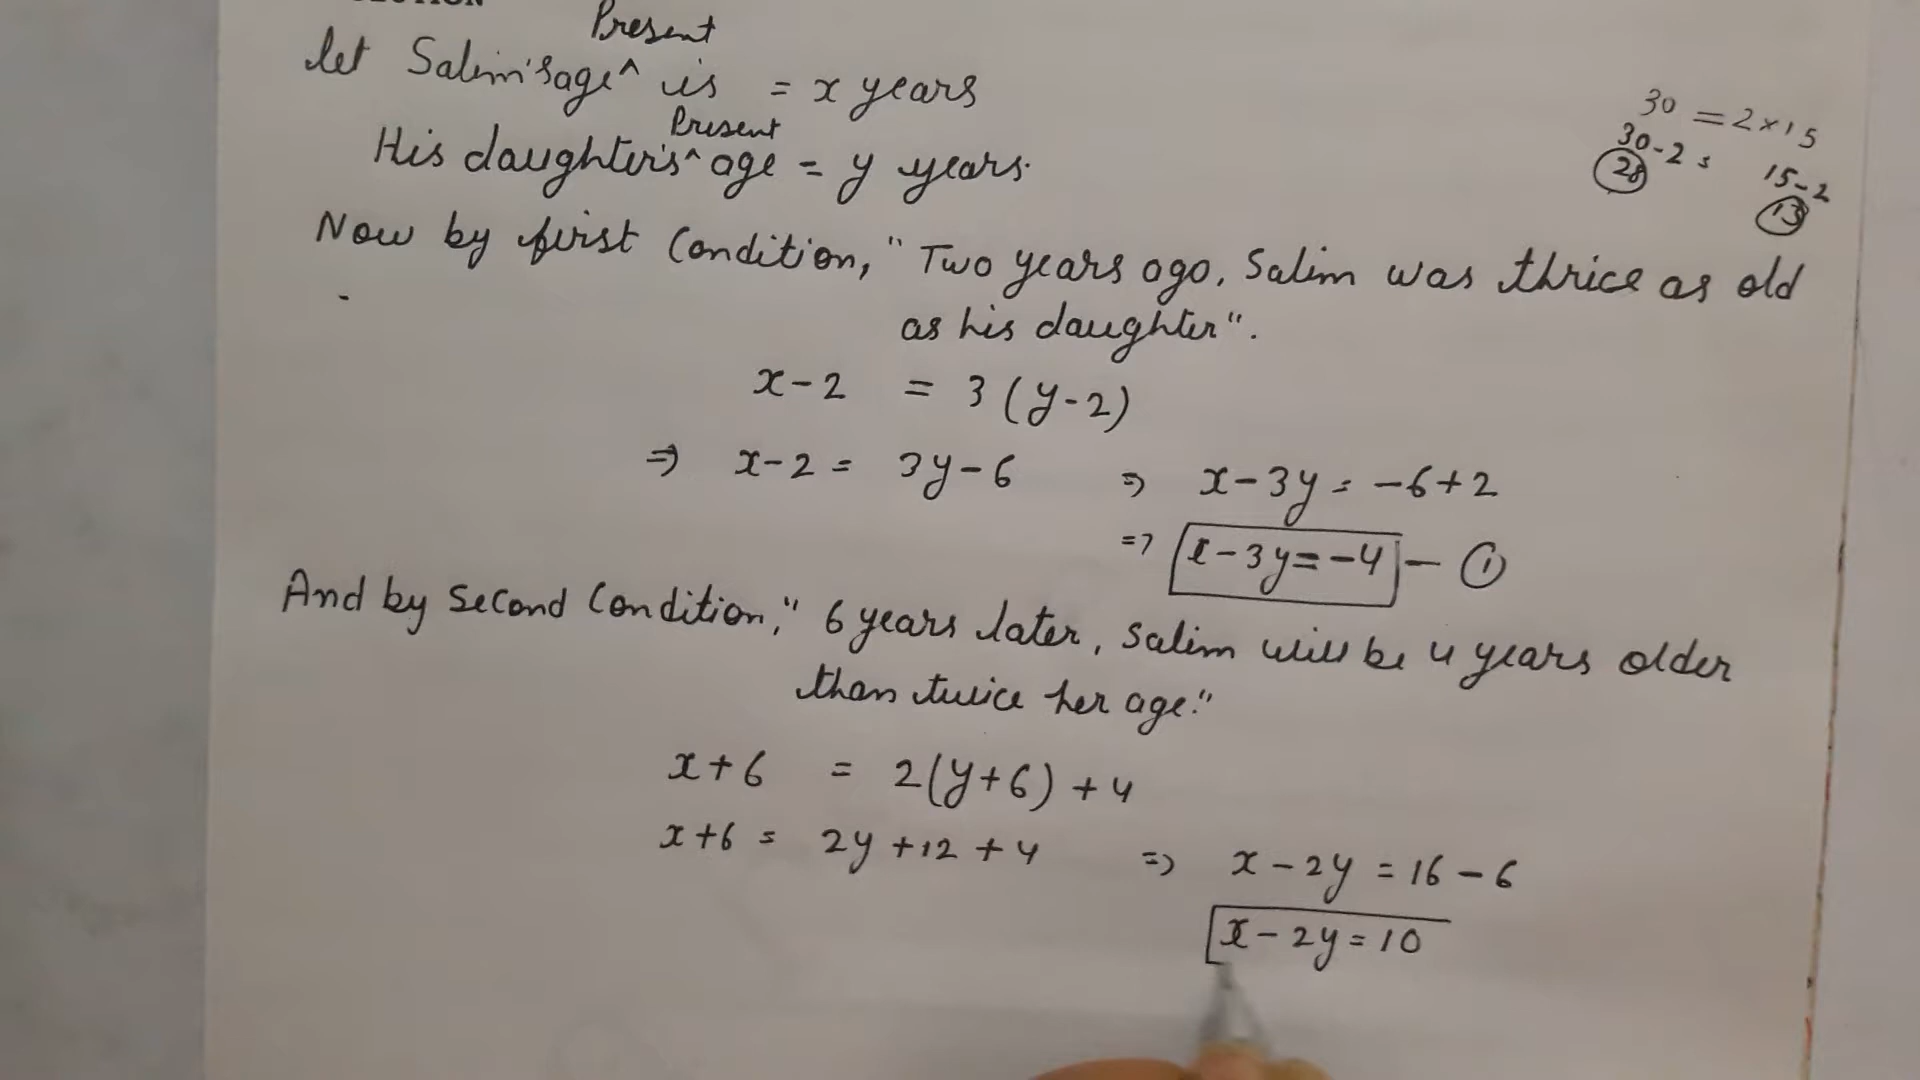 Present
let Salim's age ^ is = x years
Present
His daughter's ^ age = y years.
30 = 2 × 15
30 - 2 =
15 - 2
28
13
Now by first Condition, " Two years ago, Salim was thrice as old
as his daughter".
x - 2 = 3 (y - 2)
⇒ x - 2 = 3y - 6 ⇒ x - 3y = -6 + 2
⇒ x - 3y = -4 — ①
And by Second Condition, " 6 years later, Salim will be 4 years older
than twice her age."
x + 6 = 2(y + 6) + 4
x + 6 = 2y + 12 + 4 ⇒ x - 2y = 16 - 6
x - 2y = 10